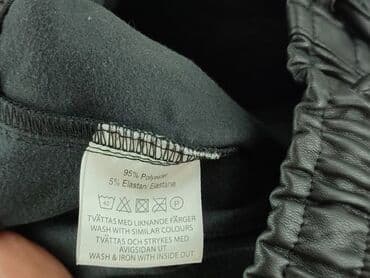 95% Polyester
5% Elastan/Elastane
40
TVÄTTAS MED LIKNANDE FÄRGER
WASH WITH SIMILAR COLOURS
TVÄTTAS OCH STRYKES MED
AVIGSIDAN UT
WASH & IRON WITH INSIDE OUT